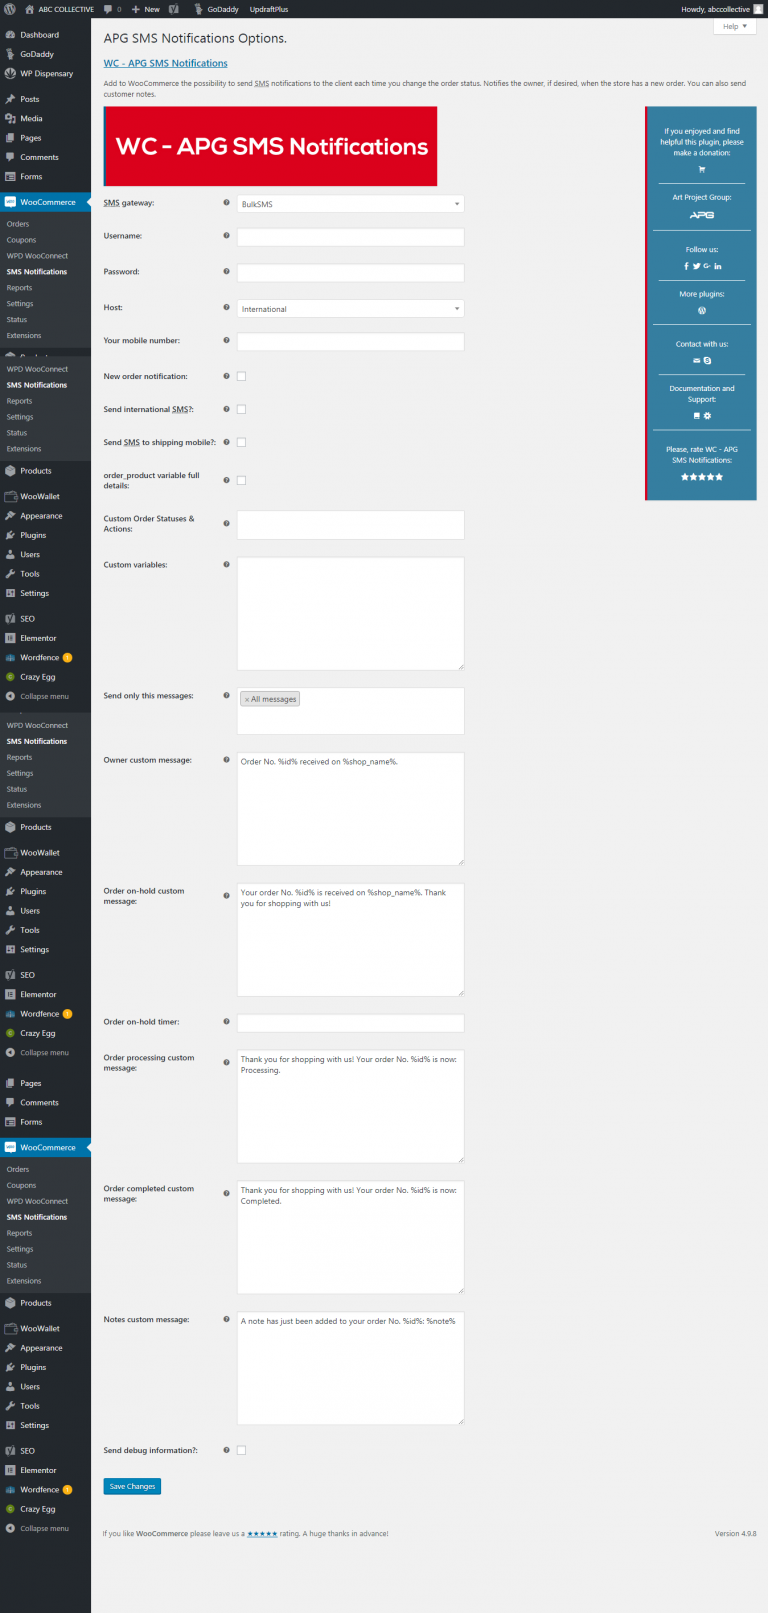 ABC COLLECTIVE 0 New GoDaddy UpdraftPlus Howdy, abccollective
Help
Dashboard
GoDaddy
WP Dispensary
Posts
Media
Pages
Comments
Forms
WooCommerce
Orders
Coupons
WPD WooConnect
SMS Notifications
Reports
Settings
Status
Extensions
WPD WooConnect
SMS Notifications
Reports
Settings
Status
Extensions
Products
WooWallet
Appearance
Plugins
Users
Tools
Settings
SEO
Elementor
Wordfence 1
Crazy Egg
Collapse menu
WPD WooConnect
SMS Notifications
Reports
Settings
Status
Extensions
Products
WooWallet
Appearance
Plugins
Users
Tools
Settings
SEO
Elementor
Wordfence 1
Crazy Egg
Collapse menu
Pages
Comments
Forms
WooCommerce
Orders
Coupons
WPD WooConnect
SMS Notifications
Reports
Settings
Status
Extensions
Products
WooWallet
Appearance
Plugins
Users
Tools
Settings
SEO
Elementor
Wordfence 1
Crazy Egg
Collapse menu
APG SMS Notifications Options.
WC - APG SMS Notifications
Add to WooCommerce the possibility to send SMS notifications to the client each time you change the order status. Notifies the owner, if desired, when the store has a new order. You can also send
customer notes.
WC - APG SMS Notifications
SMS gateway: BulkSMS
Username:
Password:
Host: International
Your mobile number:
New order notification:
Send international SMS?:
Send SMS to shipping mobile?:
order_product variable full
details:
Custom Order Statuses &
Actions:
Custom variables:
Send only this messages: × All messages
Owner custom message: Order No. %id% received on %shop_name%.
Order on-hold custom
message:
Your order No. %id% is received on %shop_name%. Thank
you for shopping with us!
Order on-hold timer:
Order processing custom
message:
Thank you for shopping with us! Your order No. %id% is now:
Processing.
Order completed custom
message:
Thank you for shopping with us! Your order No. %id% is now:
Completed.
Notes custom message: A note has just been added to your order No. %id%: %note%
Send debug information?:
Save Changes
If you enjoyed and find
helpful this plugin, please
make a donation:
Art Project Group:
APG
Follow us:
More plugins:
Contact with us:
Documentation and
Support:
Please, rate WC - APG
SMS Notifications:
★★★★★
If you like WooCommerce please leave us a ★★★★★ rating. A huge thanks in advance! Version 4.9.8